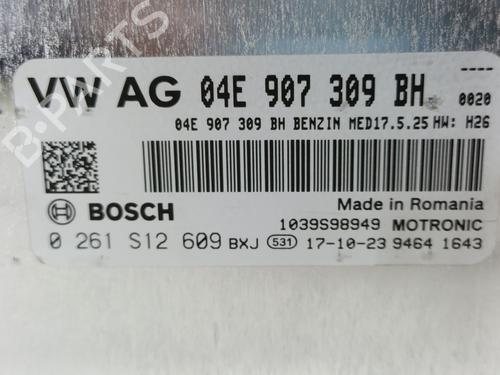 B-PARTS
VW AG 04E 907 309 BH 0020
04E 907 309 BH BENZIN MED17.5.25 HW: H26
BOSCH
Made in Romania
1039S98949 MOTRONIC
0 261 S12 609 BXJ 531 17-10-23 9464 1643